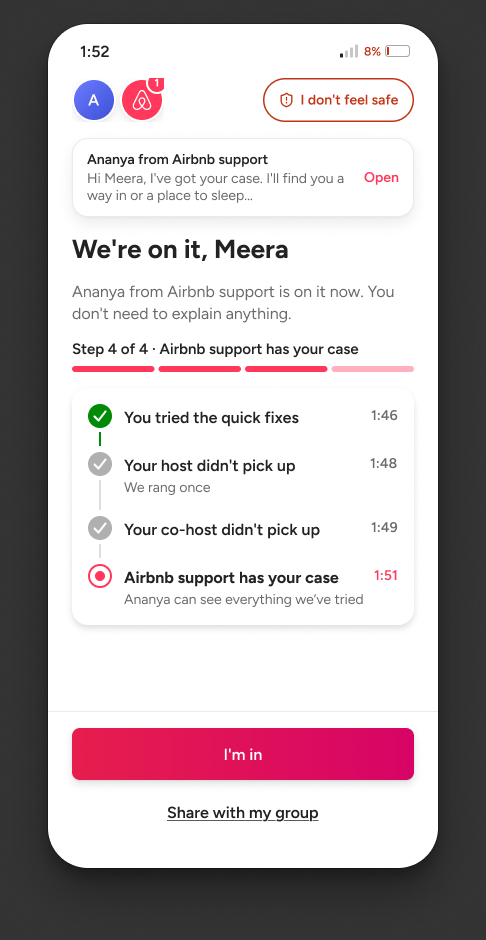 1:52
8%
A
1
I don't feel safe
Ananya from Airbnb support
Hi Meera, I've got your case. I'll find you a
way in or a place to sleep...
Open
We're on it, Meera
Ananya from Airbnb support is on it now. You
don't need to explain anything.
Step 4 of 4 · Airbnb support has your case
You tried the quick fixes
1:46
Your host didn't pick up
1:48
We rang once
Your co-host didn't pick up
1:49
Airbnb support has your case
1:51
Ananya can see everything we’ve tried
I'm in
Share with my group